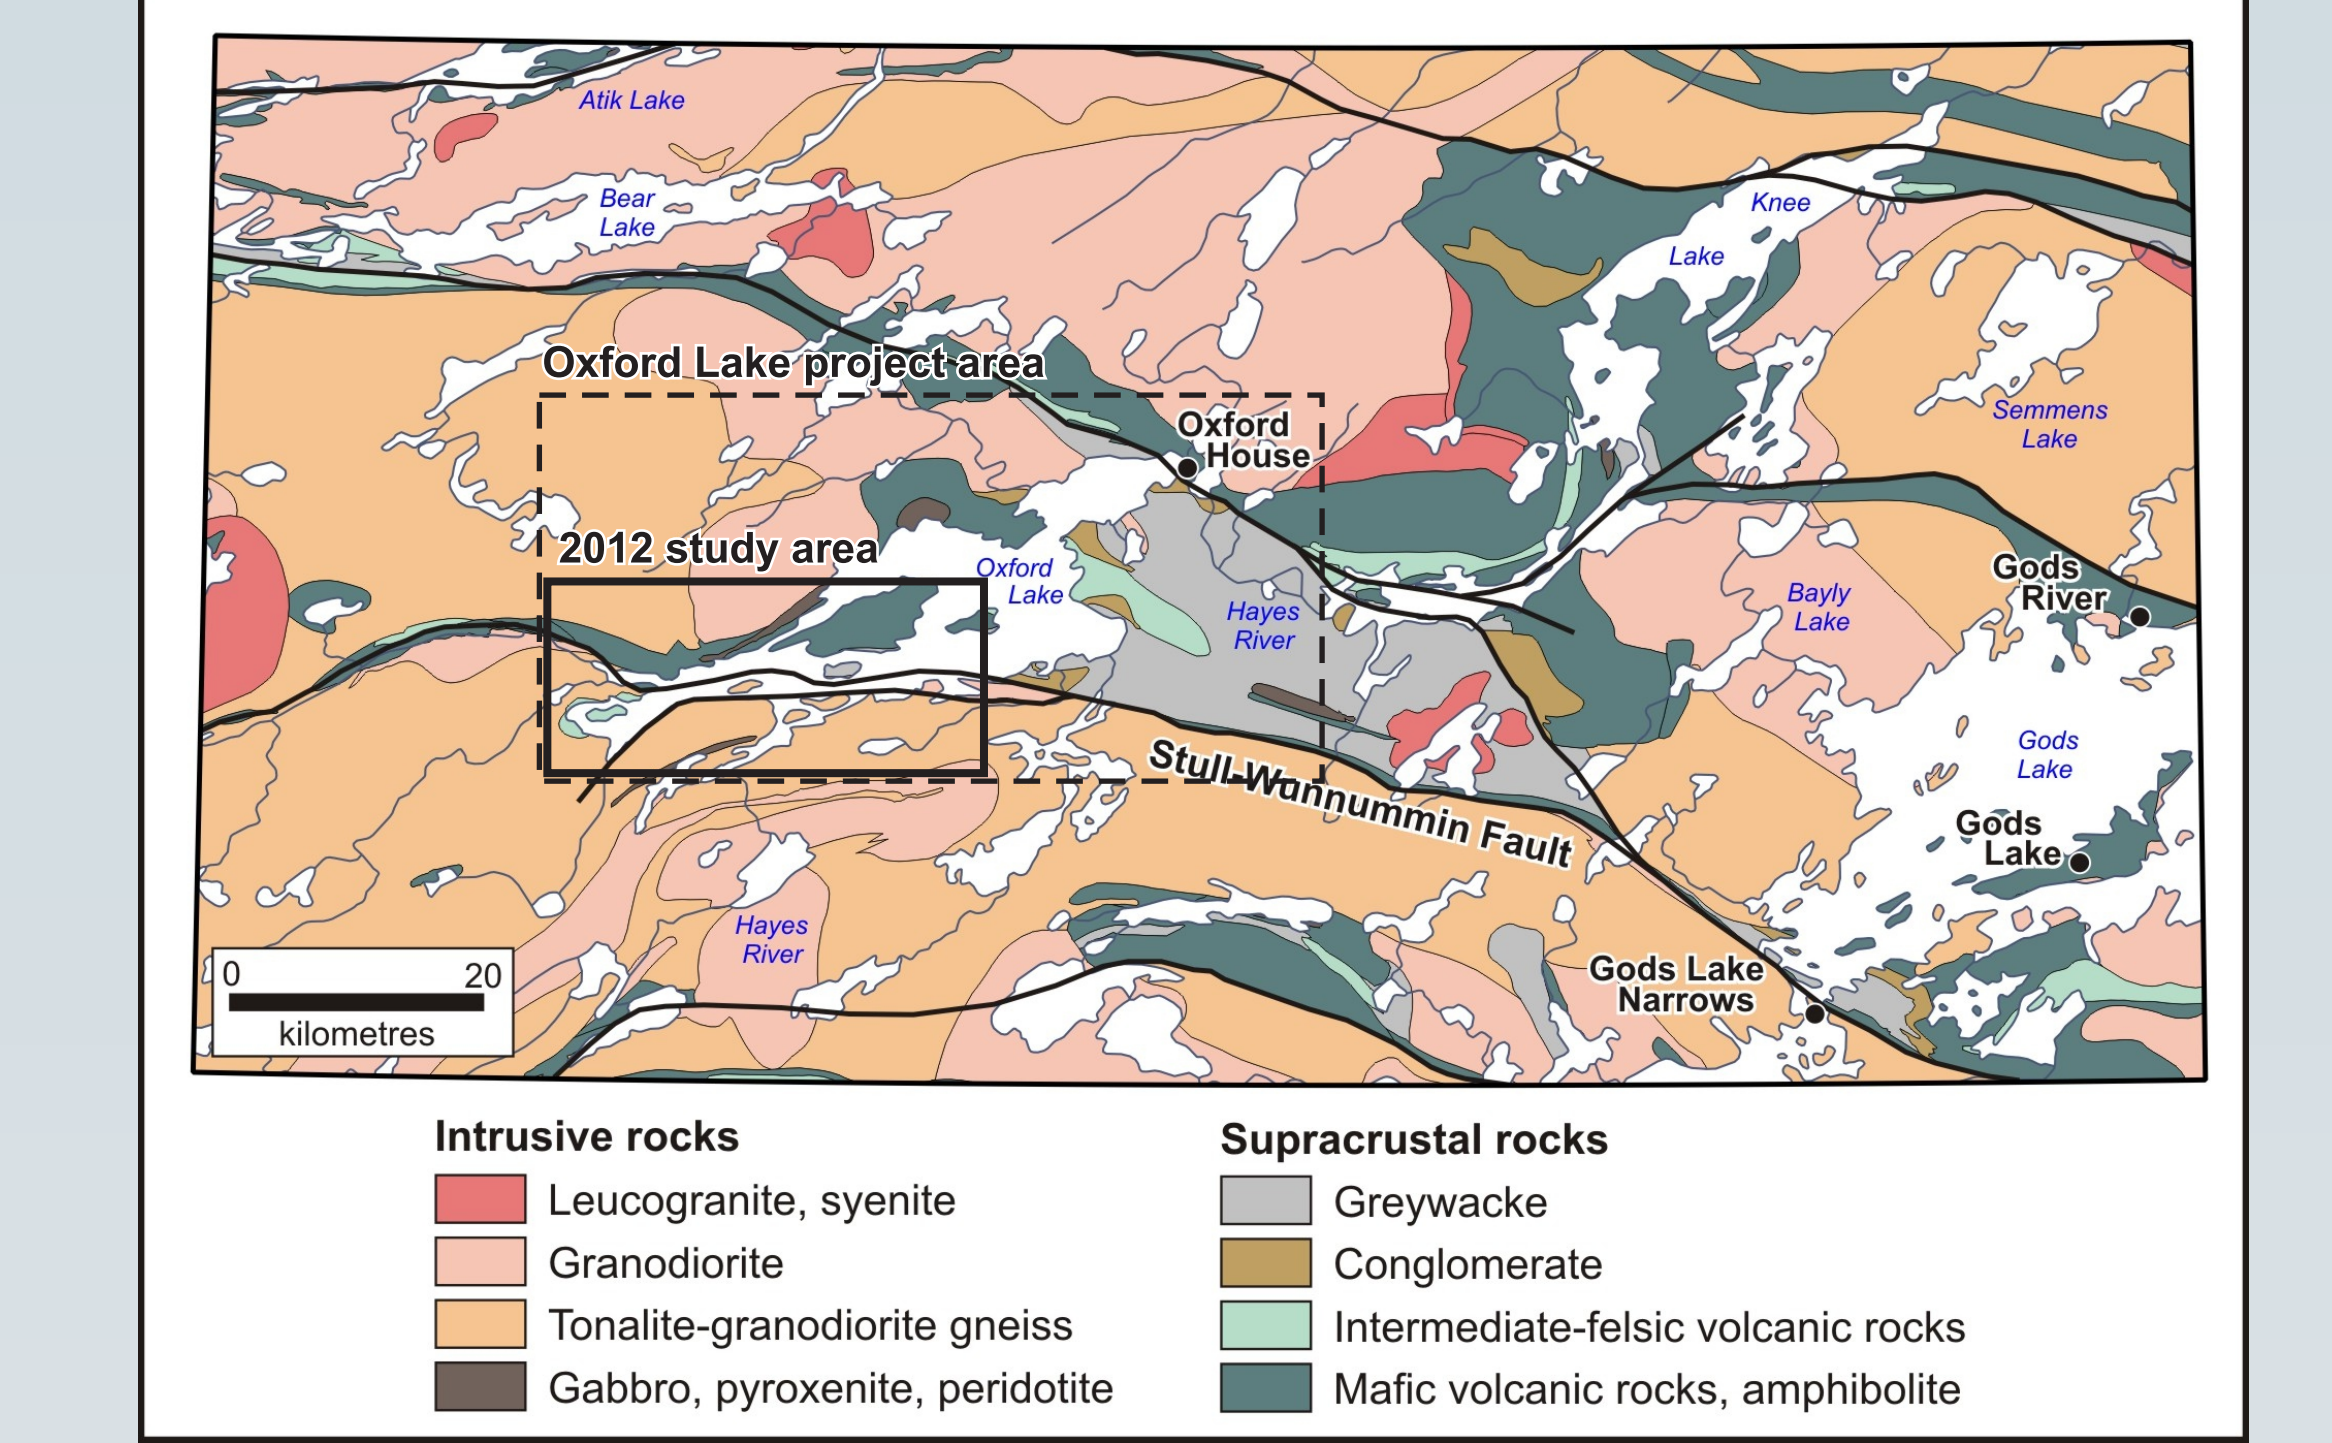 Atik Lake
Bear
Lake
Knee
Lake
Oxford Lake project area
Oxford
House
Semmens
Lake
2012 study area
Oxford
Lake
Hayes
River
Bayly
Lake
Gods
River
Gods
Lake
Stull-Wunnummin Fault
Gods
Lake
Hayes
River
Gods Lake
Narrows
0 20
kilometres
Intrusive rocks
Leucogranite, syenite
Granodiorite
Tonalite-granodiorite gneiss
Gabbro, pyroxenite, peridotite
Supracrustal rocks
Greywacke
Conglomerate
Intermediate-felsic volcanic rocks
Mafic volcanic rocks, amphibolite